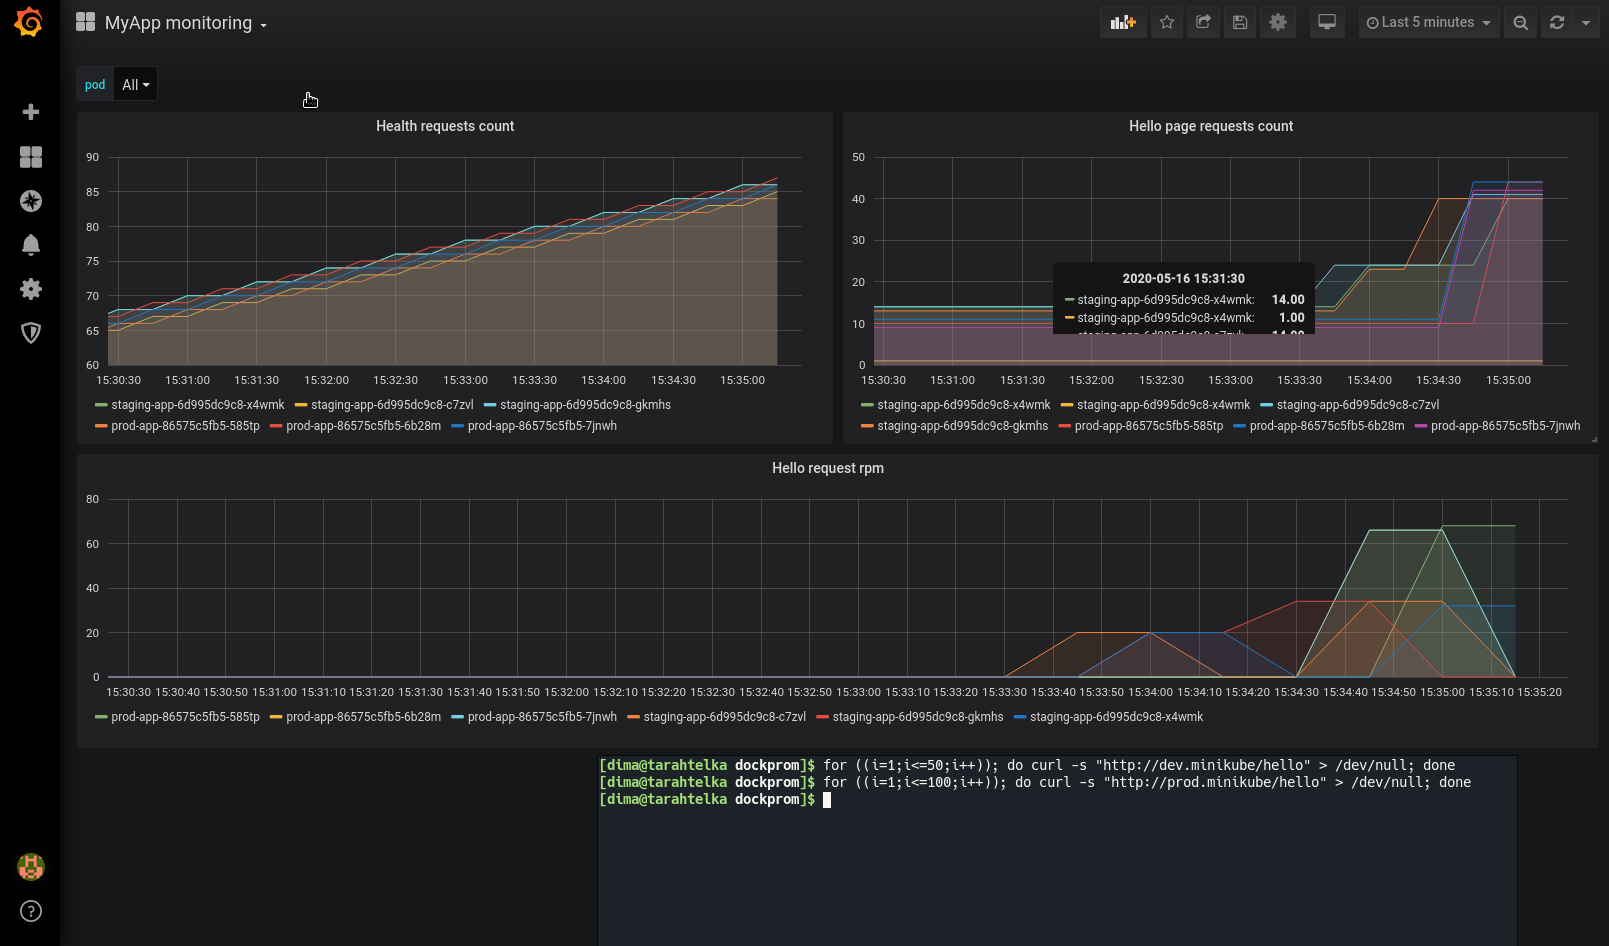 MyApp monitoring
Last 5 minutes
pod All
Health requests count
90
85
80
75
70
65
60
15:30:30 15:31:00 15:31:30 15:32:00 15:32:30 15:33:00 15:33:30 15:34:00 15:34:30 15:35:00
staging-app-6d995dc9c8-x4wmk staging-app-6d995dc9c8-c7zvl staging-app-6d995dc9c8-gkmhs
prod-app-86575c5fb5-585tp prod-app-86575c5fb5-6b28m prod-app-86575c5fb5-7jnwh
Hello page requests count
50
40
30
20
10
0
2020-05-16 15:31:30
staging-app-6d995dc9c8-x4wmk: 14.00
staging-app-6d995dc9c8-x4wmk: 1.00
staging-app-6d995dc9c8-c7zvl: 14.00
15:30:30 15:31:00 15:31:30 15:32:00 15:32:30 15:33:00 15:33:30 15:34:00 15:34:30 15:35:00
staging-app-6d995dc9c8-x4wmk staging-app-6d995dc9c8-x4wmk staging-app-6d995dc9c8-c7zvl
staging-app-6d995dc9c8-gkmhs prod-app-86575c5fb5-585tp prod-app-86575c5fb5-6b28m prod-app-86575c5fb5-7jnwh
Hello request rpm
80
60
40
20
0
15:30:30 15:30:40 15:30:50 15:31:00 15:31:10 15:31:20 15:31:30 15:31:40 15:31:50 15:32:00 15:32:10 15:32:20 15:32:30 15:32:40 15:32:50 15:33:00 15:33:10 15:33:20 15:33:30 15:33:40 15:33:50 15:34:00 15:34:10 15:34:20 15:34:30 15:34:40 15:34:50 15:35:00 15:35:10 15:35:20
prod-app-86575c5fb5-585tp prod-app-86575c5fb5-6b28m prod-app-86575c5fb5-7jnwh staging-app-6d995dc9c8-c7zvl staging-app-6d995dc9c8-gkmhs staging-app-6d995dc9c8-x4wmk
[dima@tarahtelka dockprom]$ for ((i=1;i<=50;i++)); do curl -s "http://dev.minikube/hello" > /dev/null; done
[dima@tarahtelka dockprom]$ for ((i=1;i<=100;i++)); do curl -s "http://prod.minikube/hello" > /dev/null; done
[dima@tarahtelka dockprom]$